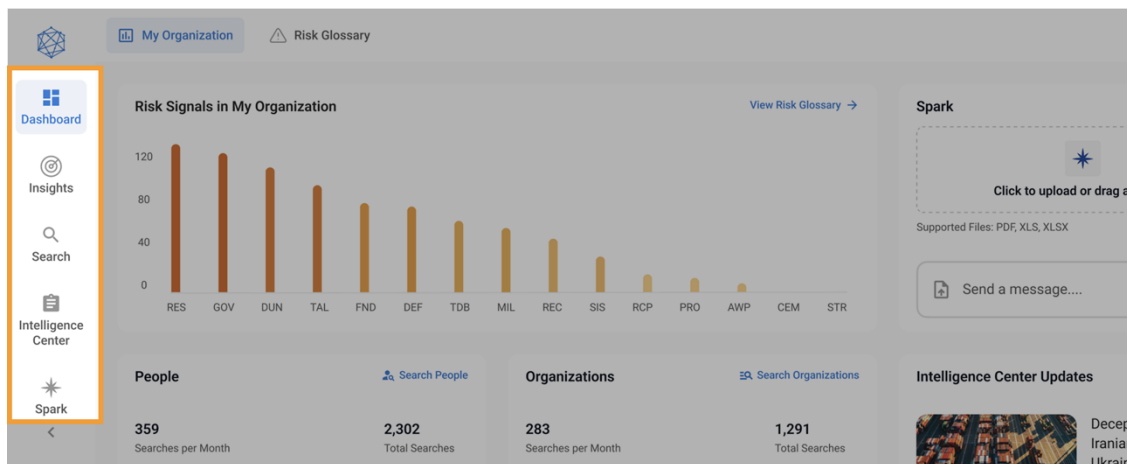 My Organization
Risk Glossary
Dashboard
Insights
Search
Intelligence
Center
Spark
Risk Signals in My Organization
View Risk Glossary →
120
80
40
0
RES GOV DUN TAL FND DEF TDB MIL REC SIS RCP PRO AWP CEM STR
Spark
Click to upload or drag a
Supported Files: PDF, XLS, XLSX
Send a message....
People
Search People
359
Searches per Month
2,302
Total Searches
Organizations
Search Organizations
283
Searches per Month
1,291
Total Searches
Intelligence Center Updates
Decep
Irania
Ukrain